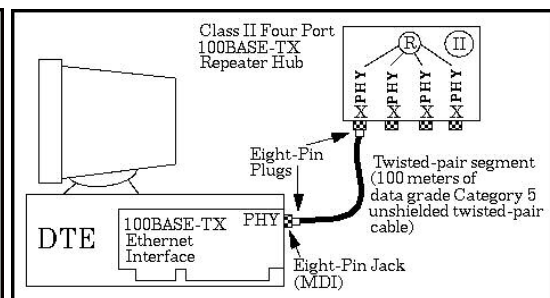 Class II Four Port
100BASE-TX
Repeater Hub
R
II
PHY PHY PHY PHY
X X X X
Eight-Pin
Plugs
Twisted-pair segment
(100 meters of
data grade Category 5
unshielded twisted-pair
cable)
DTE
100BASE-TX
Ethernet
Interface
PHY
Eight-Pin Jack
(MDI)